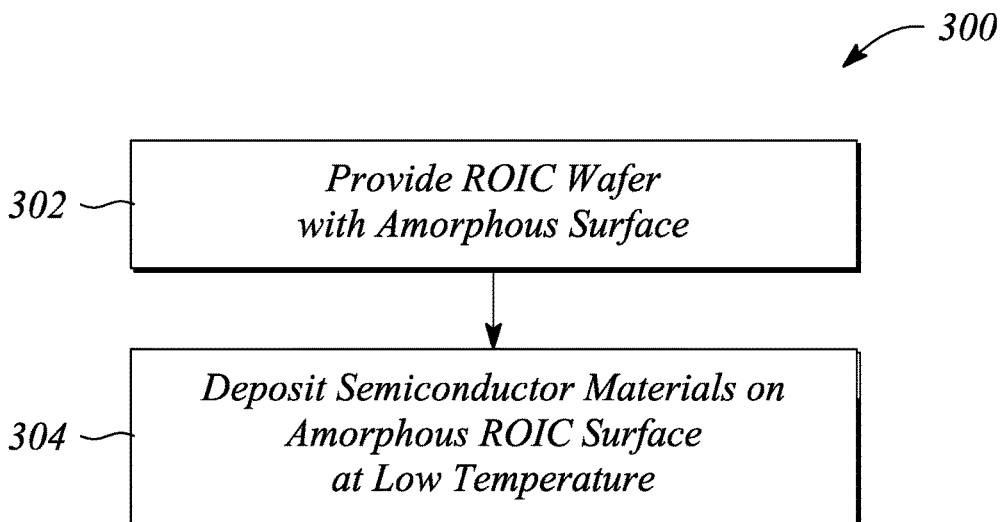 300
302
Provide ROIC Wafer
with Amorphous Surface
304
Deposit Semiconductor Materials on
Amorphous ROIC Surface
at Low Temperature